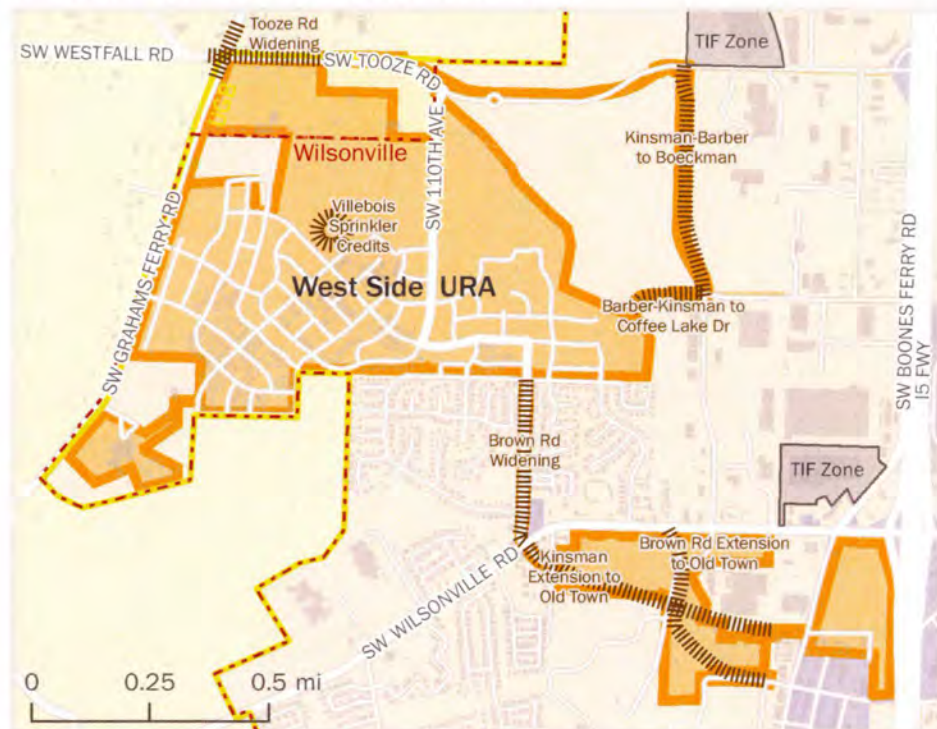 Tooze Rd
Widening
SW WESTFALL RD
SW TOOZE RD
TIF Zone
Wilsonville
SW 110TH AVE
Kinsman-Barber
to Boeckman
Villebois
Sprinkler
Credits
SW GRAHAMS FERRY RD
West Side URA
Barber-Kinsman to
Coffee Lake Dr
SW BOONES FERRY RD
I5 FWY
Brown Rd
Widening
TIF Zone
Kinsman
Extension to
Old Town
Brown Rd Extension
to Old Town
SW WILSONVILLE RD
0 0.25 0.5 mi